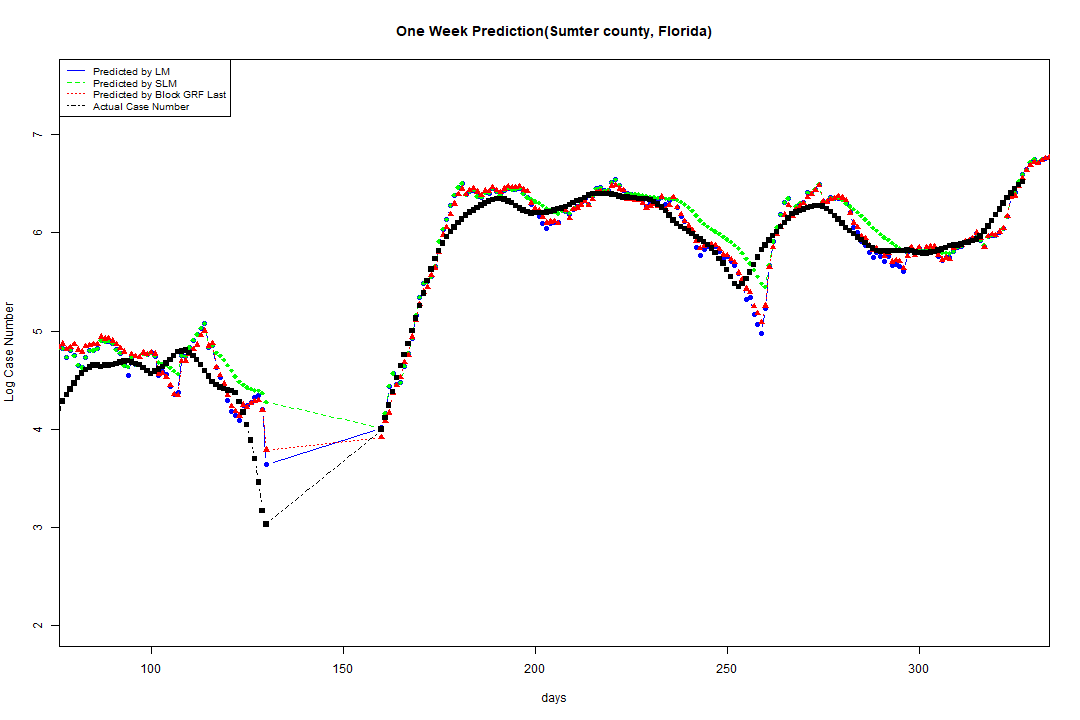 One Week Prediction(Sumter county, Florida)
Predicted by LM
Predicted by SLM
Predicted by Block GRF Last
Actual Case Number
7
6
5
4
3
2
Log Case Number
100 150 200 250 300
days